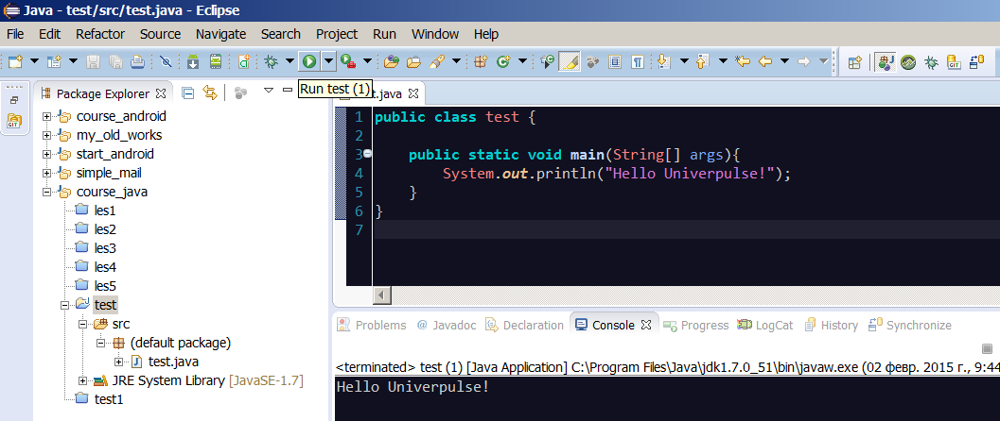 Java - test/src/test.java - Eclipse
File Edit Refactor Source Navigate Search Project Run Window Help
Package Explorer
Run test (1)
.java
GIT
course_android
my_old_works
start_android
simple_mail
course_java
les1
les2
les3
les4
les5
test
src
(default package)
test.java
JRE System Library [JavaSE-1.7]
test1
1 public class test {
2
3 public static void main(String[] args){
4 System.out.println("Hello Univerpulse!");
5 }
6 }
7
Problems @ Javadoc Declaration Console Progress LogCat History Synchronize
<terminated> test (1) [Java Application] C:\Program Files\Java\jdk1.7.0_51\bin\javaw.exe (02 февр. 2015 г., 9:44
Hello Univerpulse!